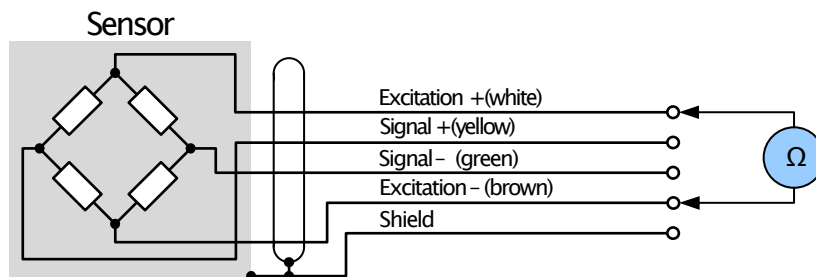 Sensor
Excitation +(white)
Signal +(yellow)
Signal – (green)
Excitation – (brown)
Shield
Ω